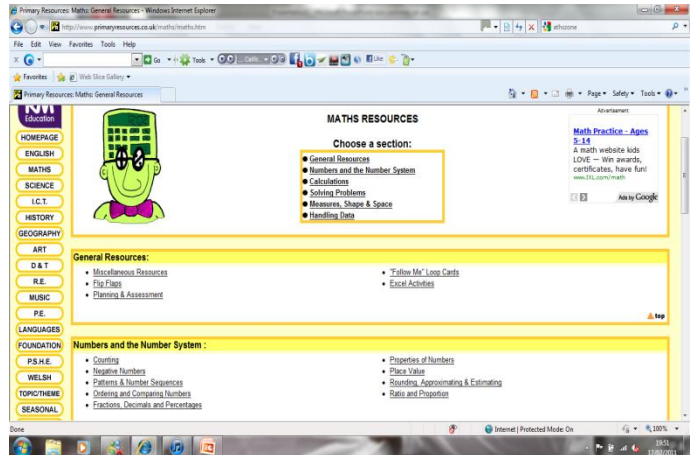 Primary Resources: Maths: General Resources - Windows Internet Explorer
http://www.primaryresources.co.uk/maths/maths.htm
ethozone
File Edit View Favorites Tools Help
Go
Tools
Like
Favorites
Web Slice Gallery
Primary Resources: Maths: General Resources
Page Safety Tools
Education
HOMEPAGE
ENGLISH
MATHS
SCIENCE
I.C.T.
HISTORY
GEOGRAPHY
ART
D & T
R.E.
MUSIC
P.E.
LANGUAGES
FOUNDATION
P.S.H.E.
WELSH
TOPIC/THEME
SEASONAL
MATHS RESOURCES
Choose a section:
General Resources
Numbers and the Number System
Calculations
Solving Problems
Measures, Shape & Space
Handling Data
Advertisement
Math Practice - Ages
5-14
A math website kids
LOVE — Win awards,
certificates, have fun!
www.IXL.com/math
Ads by Google
General Resources:
Miscellaneous Resources
Flip Flaps
Planning & Assessment
"Follow Me" Loop Cards
Excel Activities
top
Numbers and the Number System :
Counting
Negative Numbers
Patterns & Number Sequences
Ordering and Comparing Numbers
Fractions, Decimals and Percentages
Properties of Numbers
Place Value
Rounding, Approximating & Estimating
Ratio and Proportion
Done
Internet | Protected Mode: On
100%
19:51
17/02/2011